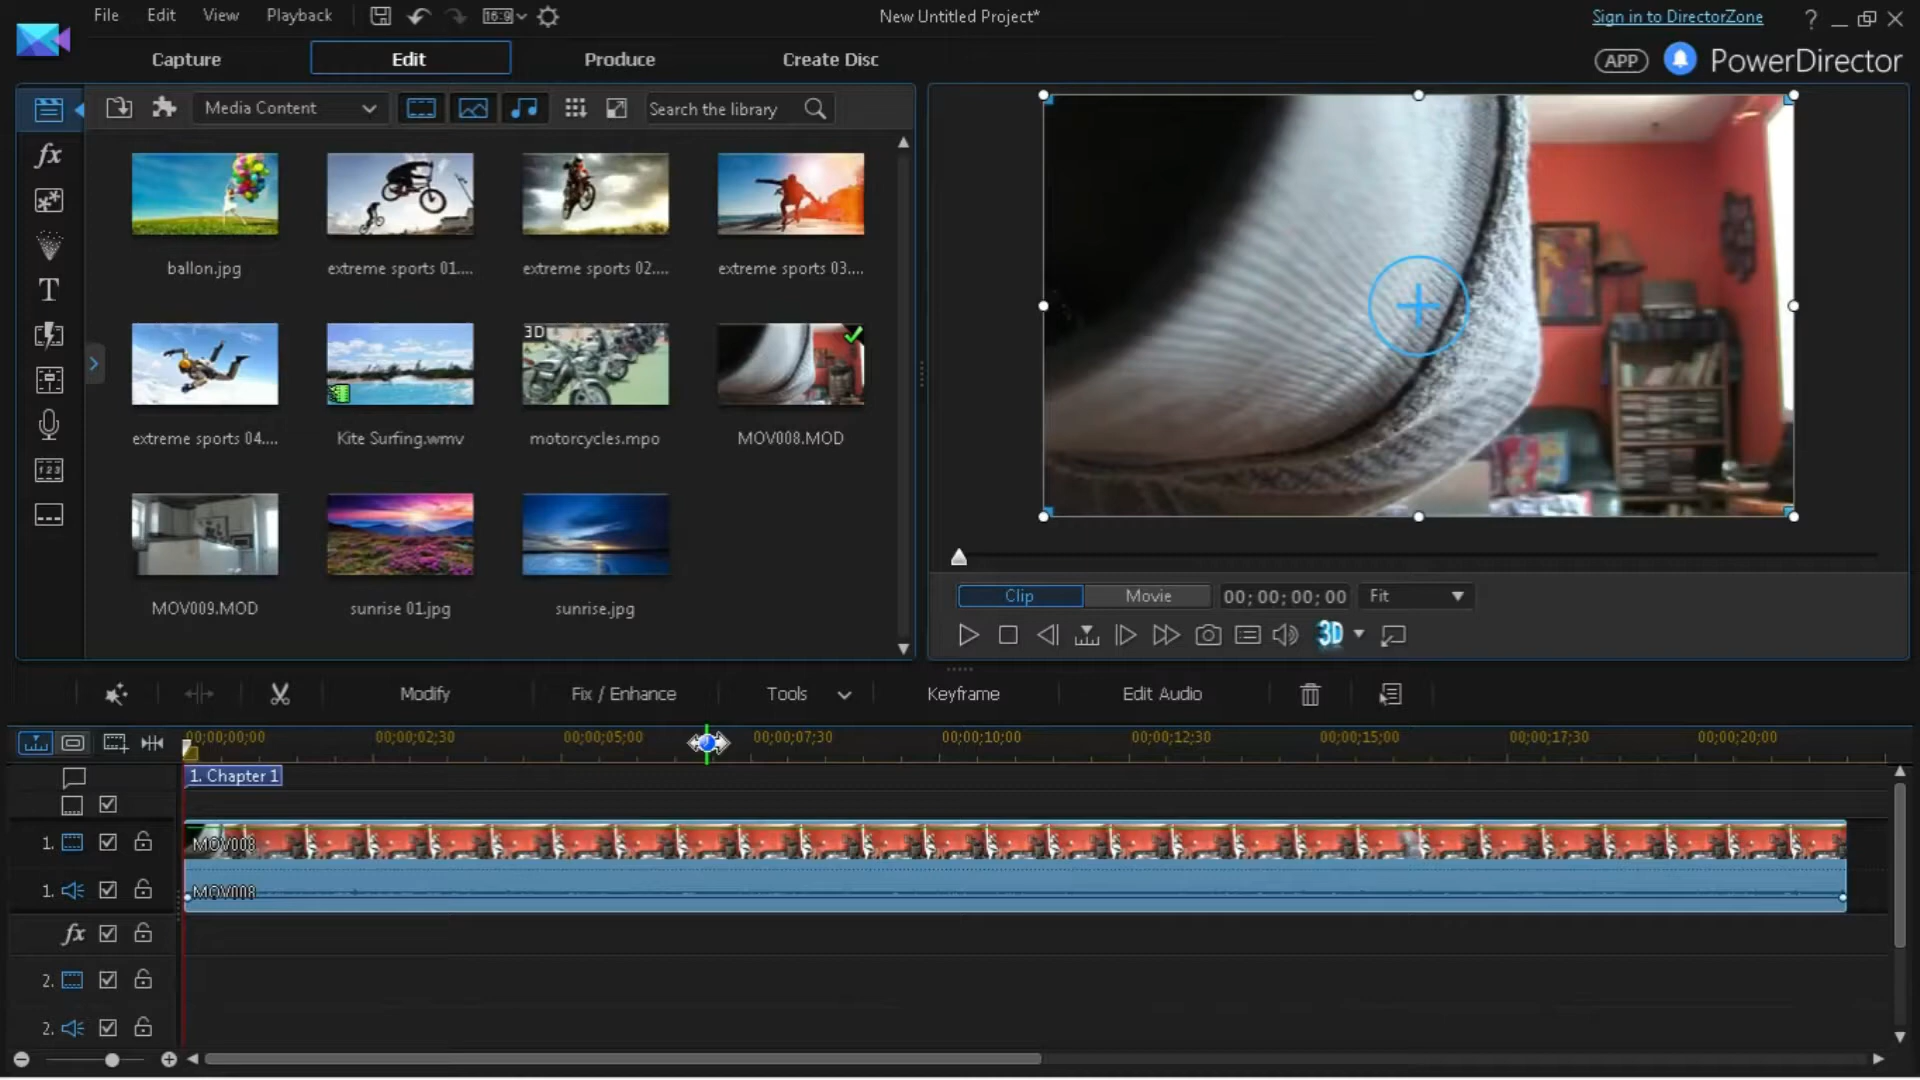 File Edit View Playback 16:9 New Untitled Project* Sign in to DirectorZone ?
Capture Edit Produce Create Disc APP PowerDirector
Media Content Search the library
fx
T
ballon.jpg extreme sports 01.... extreme sports 02.... extreme sports 03....
3D
extreme sports 04.... Kite Surfing.wmv motorcycles.mpo MOV008.MOD
123
MOV009.MOD sunrise 01.jpg sunrise.jpg
Clip Movie 00; 00; 00; 00 Fit
3D
Modify Fix / Enhance Tools Keyframe Edit Audio
00;00;00;00 00;00;02;30 00;00;05;00 00;00;07;30 00;00;10;00 00;00;12;30 00;00;15;00 00;00;17;30 00;00;20;00
1. Chapter 1
1. MOV008
1. MOV008
fx
2.
2.